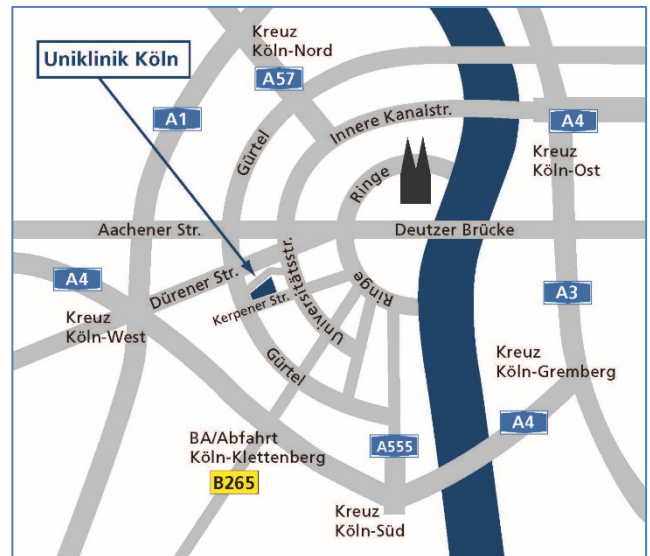 Kreuz
Köln-Nord
Uniklinik Köln
A57
A1
Innere Kanalstr.
A4
Gürtel
Kreuz
Köln-Ost
Ringe
Aachener Str.
Deutzer Brücke
A4
Dürener Str.
Universitätsstr.
Ringe
A3
Kerpener Str.
Kreuz
Köln-West
Gürtel
Kreuz
Köln-Gremberg
BA/Abfahrt
Köln-Klettenberg
A555
A4
B265
Kreuz
Köln-Süd